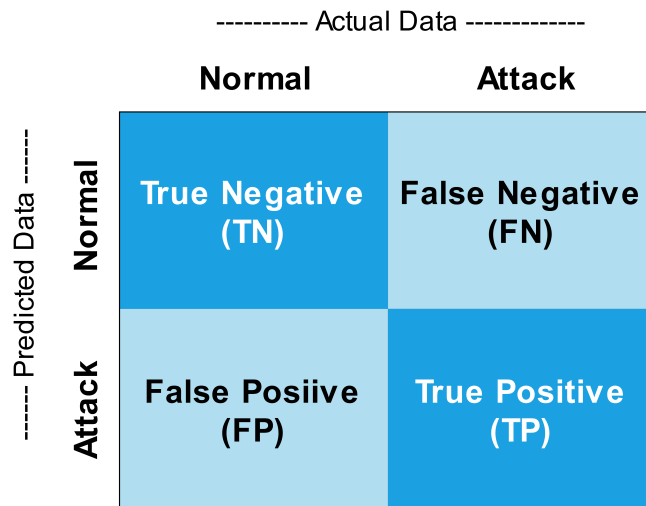 ---------- Actual Data -------------
Normal
Attack
------ Predicted Data ------
Normal
True Negative
(TN)
False Negative
(FN)
Attack
False Posiive
(FP)
True Positive
(TP)